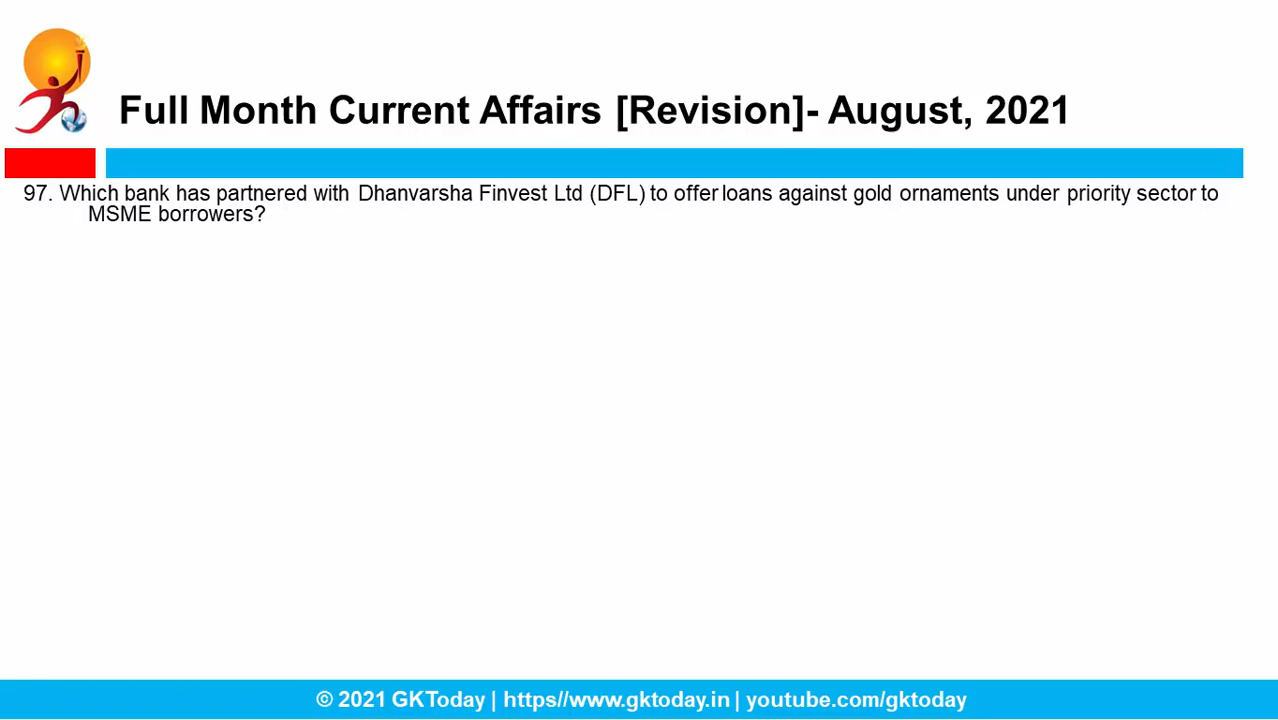 Full Month Current Affairs [Revision]- August, 2021
97. Which bank has partnered with Dhanvarsha Finvest Ltd (DFL) to offer loans against gold ornaments under priority sector to
MSME borrowers?
© 2021 GKToday | https//www.gktoday.in | youtube.com/gktoday